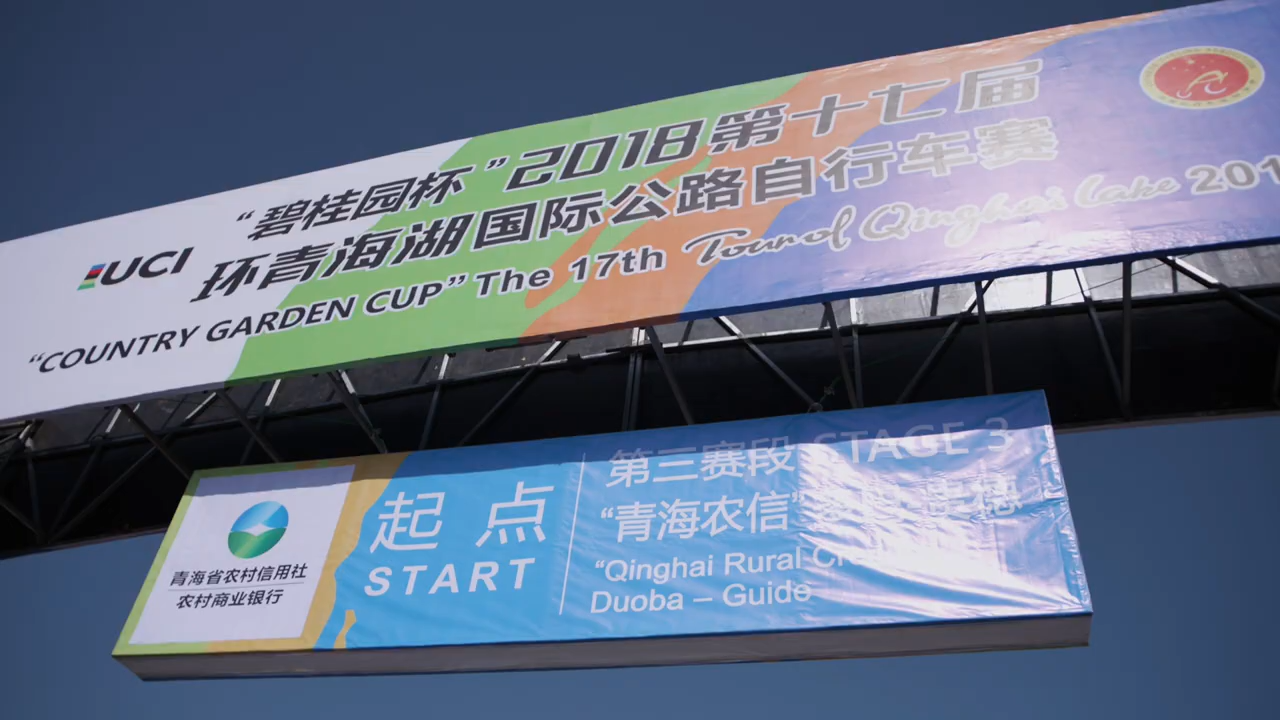 UCI
“碧桂园杯”2018第十七届
环青海湖国际公路自行车赛
“COUNTRY GARDEN CUP” The 17th Tour of Qinghai Lake 201
青海省农村信用社
农村商业银行
起点
START
第三赛段 STAGE 3
“青海农信”
“Qinghai Rural
Duoba – Guide